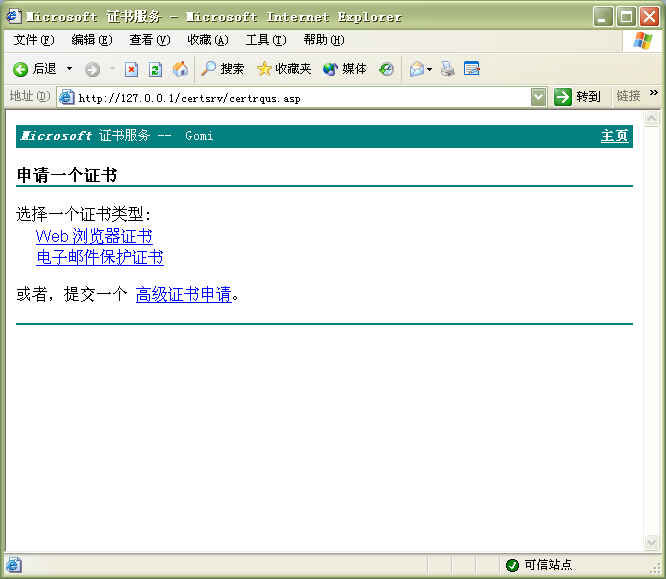 Microsoft 证书服务 - Microsoft Internet Explorer
文件(F) 编辑(E) 查看(V) 收藏(A) 工具(T) 帮助(H)
后退 搜索 收藏夹 媒体
地址(D) http://127.0.0.1/certsrv/certrqus.asp 转到 链接 »
Microsoft 证书服务 -- Gomi 主页
申请一个证书
选择一个证书类型:
Web 浏览器证书
电子邮件保护证书
或者，提交一个 高级证书申请。
可信站点